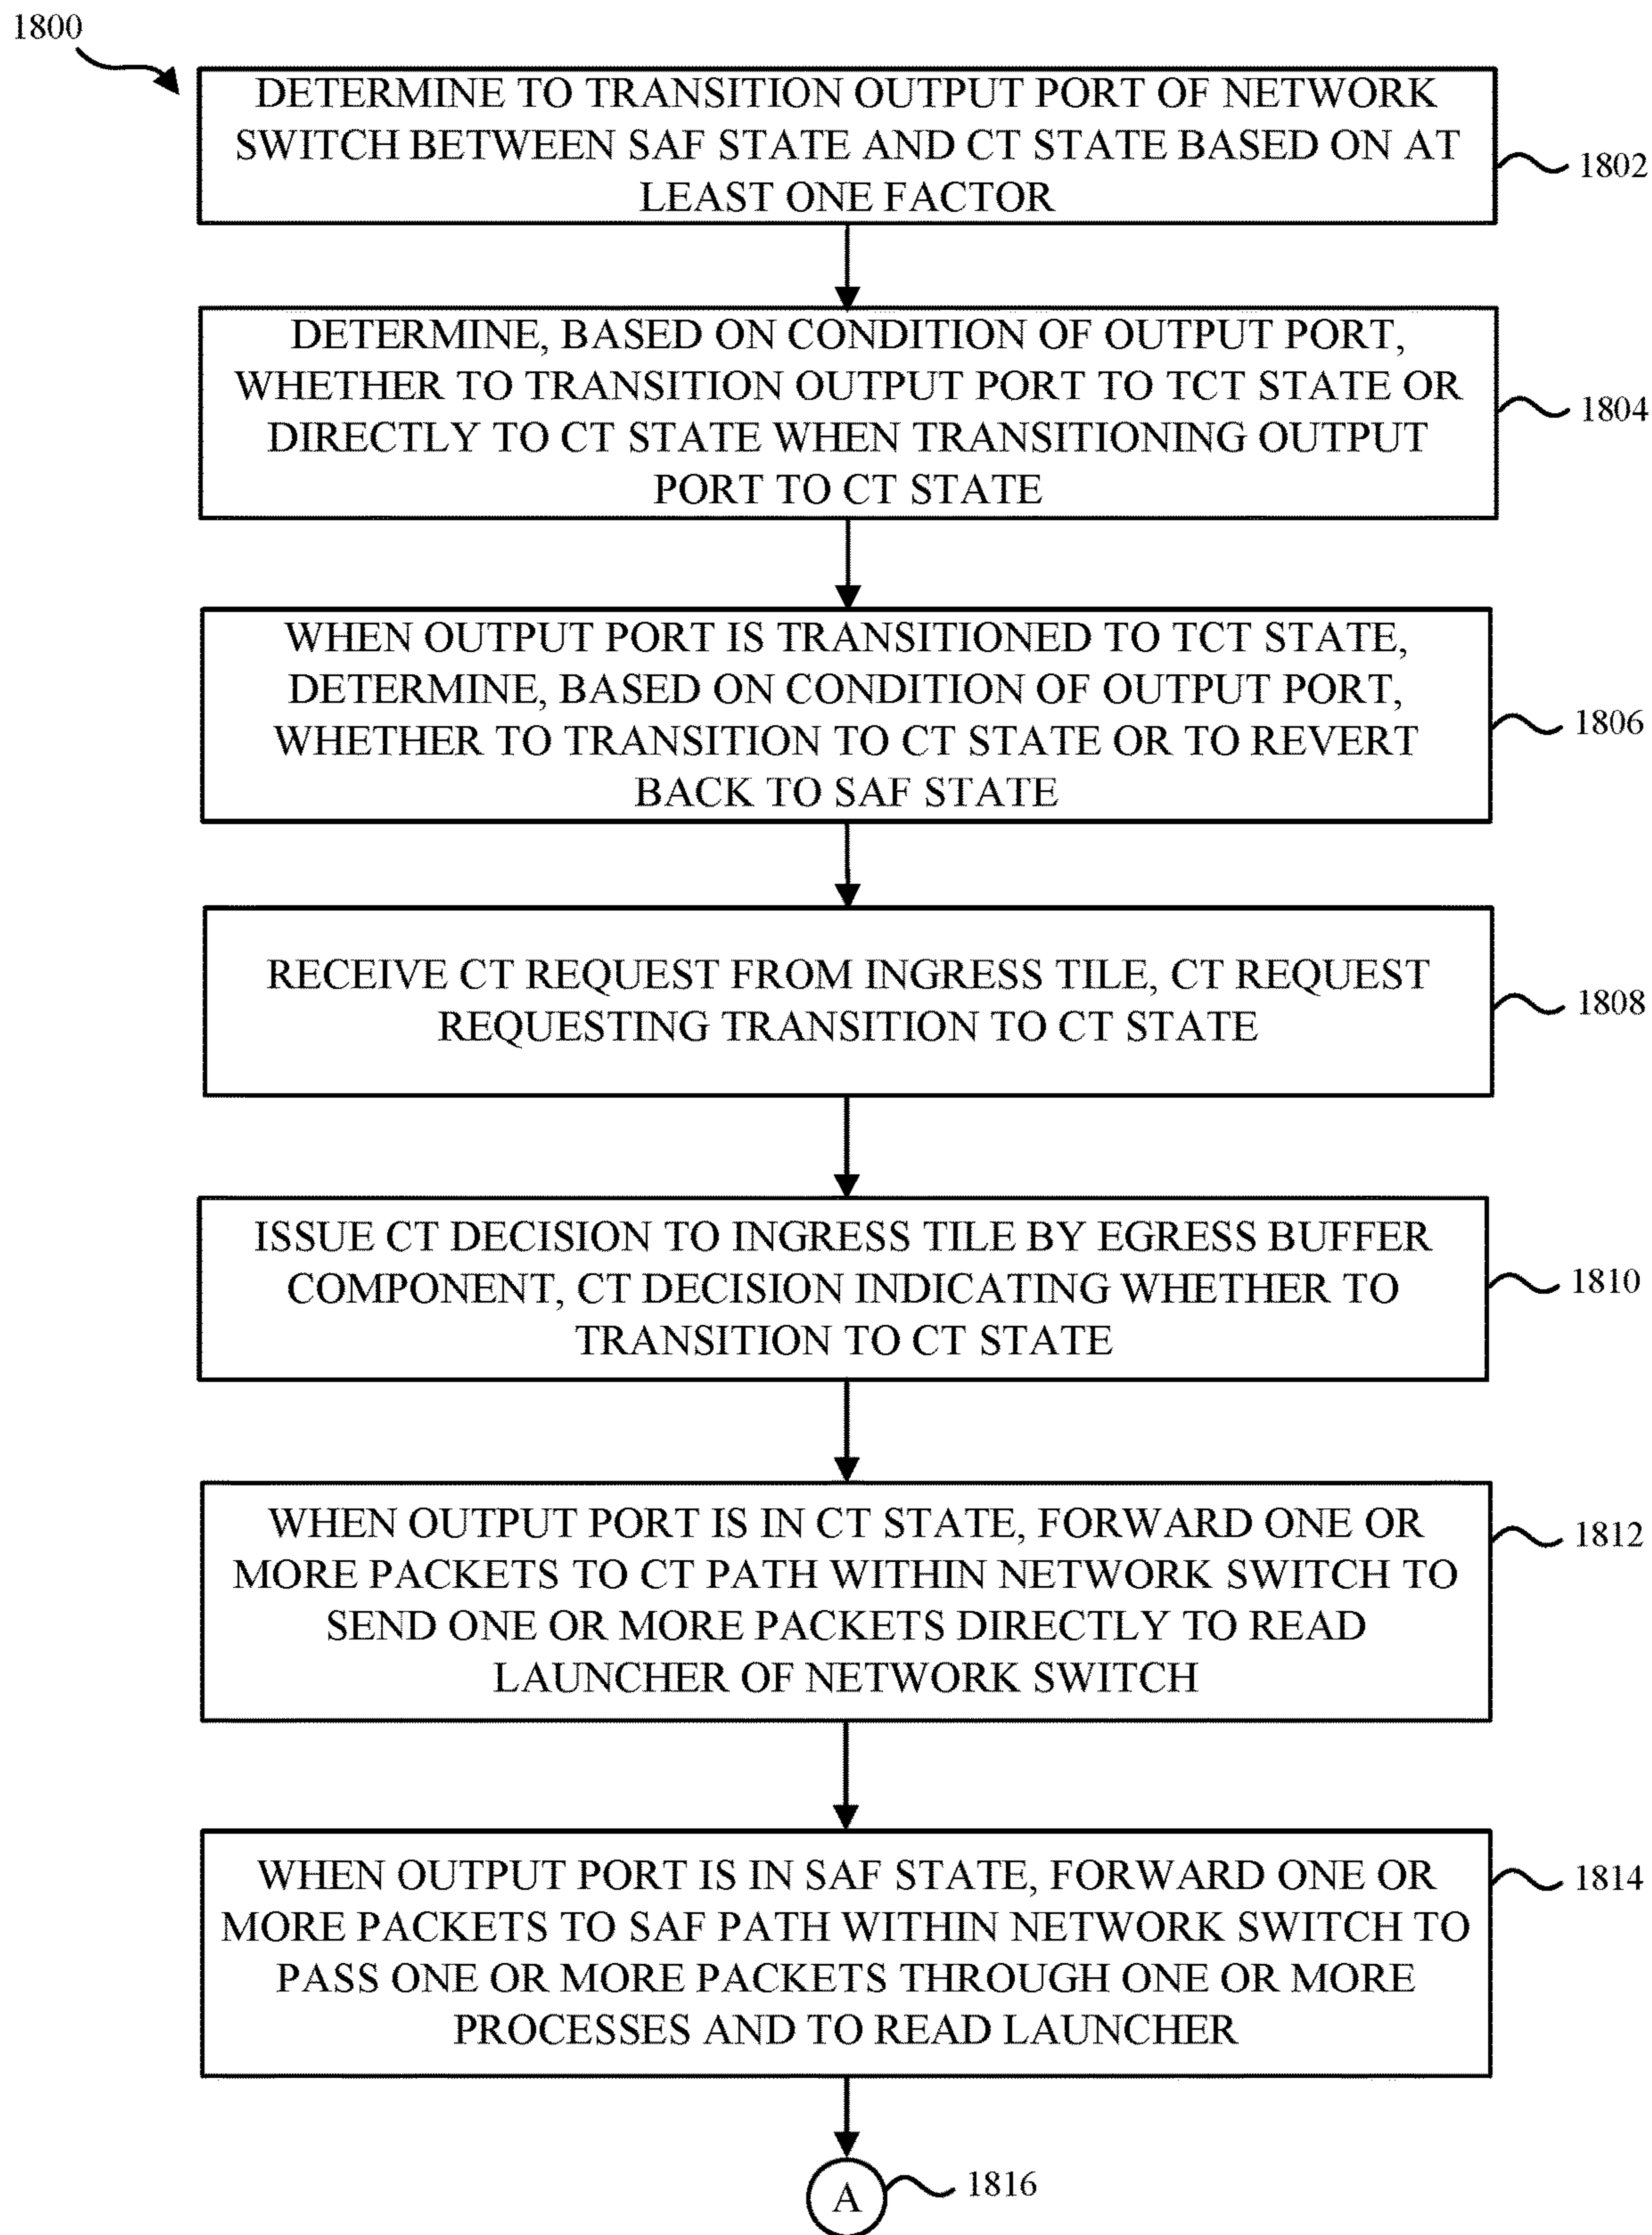 1800
DETERMINE TO TRANSITION OUTPUT PORT OF NETWORK
SWITCH BETWEEN SAF STATE AND CT STATE BASED ON AT
LEAST ONE FACTOR
1802
DETERMINE, BASED ON CONDITION OF OUTPUT PORT,
WHETHER TO TRANSITION OUTPUT PORT TO TCT STATE OR
DIRECTLY TO CT STATE WHEN TRANSITIONING OUTPUT
PORT TO CT STATE
1804
WHEN OUTPUT PORT IS TRANSITIONED TO TCT STATE,
DETERMINE, BASED ON CONDITION OF OUTPUT PORT,
WHETHER TO TRANSITION TO CT STATE OR TO REVERT
BACK TO SAF STATE
1806
RECEIVE CT REQUEST FROM INGRESS TILE, CT REQUEST
REQUESTING TRANSITION TO CT STATE
1808
ISSUE CT DECISION TO INGRESS TILE BY EGRESS BUFFER
COMPONENT, CT DECISION INDICATING WHETHER TO
TRANSITION TO CT STATE
1810
WHEN OUTPUT PORT IS IN CT STATE, FORWARD ONE OR
MORE PACKETS TO CT PATH WITHIN NETWORK SWITCH TO
SEND ONE OR MORE PACKETS DIRECTLY TO READ
LAUNCHER OF NETWORK SWITCH
1812
WHEN OUTPUT PORT IS IN SAF STATE, FORWARD ONE OR
MORE PACKETS TO SAF PATH WITHIN NETWORK SWITCH TO
PASS ONE OR MORE PACKETS THROUGH ONE OR MORE
PROCESSES AND TO READ LAUNCHER
1814
A
1816